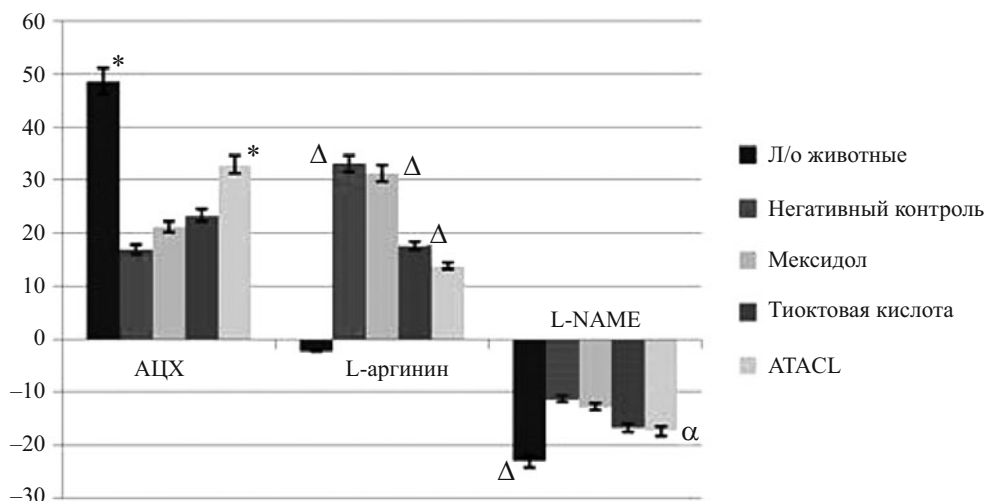 60
50
40
30
20
10
0
–10
–20
–30
*
*
Δ
Δ
Δ
Δ
α
АЦХ
L-аргинин
L-NAME
Л/о животные
Негативный контроль
Мексидол
Тиоктовая кислота
ATACL